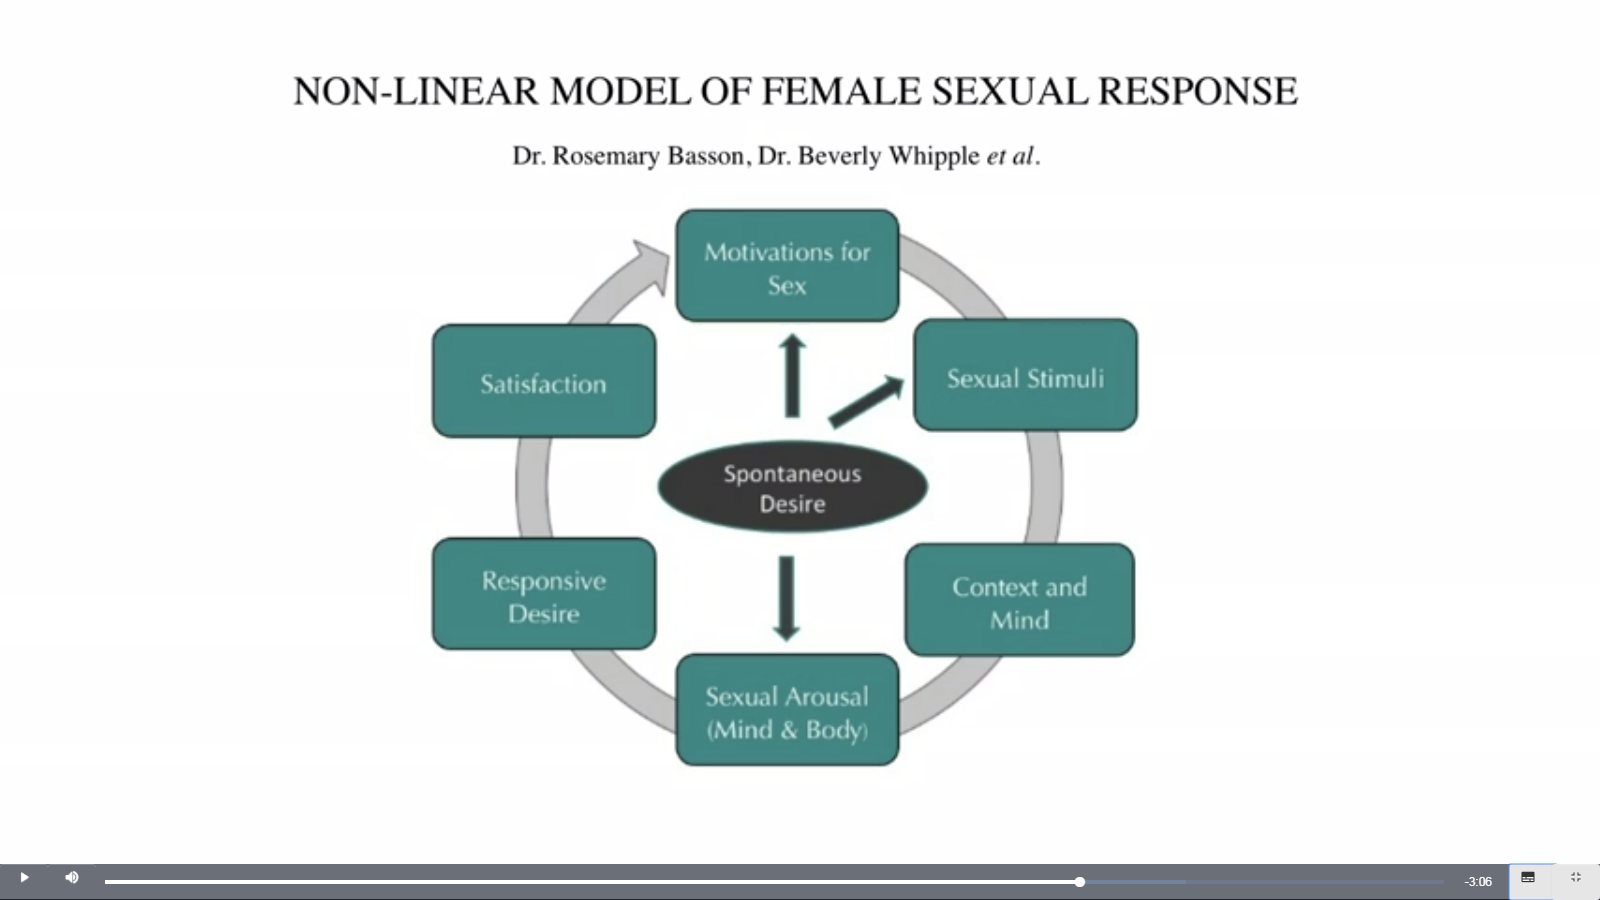 NON-LINEAR MODEL OF FEMALE SEXUAL RESPONSE
Dr. Rosemary Basson, Dr. Beverly Whipple et al.
Motivations for
Sex
Sexual Stimuli
Context and
Mind
Sexual Arousal
(Mind & Body)
Responsive
Desire
Satisfaction
Spontaneous
Desire
-3:06